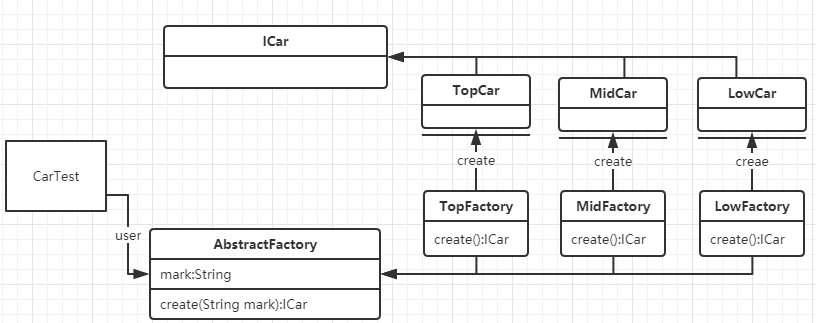 ICar
TopCar
MidCar
LowCar
CarTest
create
create
creae
user
TopFactory
MidFactory
LowFactory
create():ICar
create():ICar
create():ICar
AbstractFactory
mark:String
create(String mark):ICar